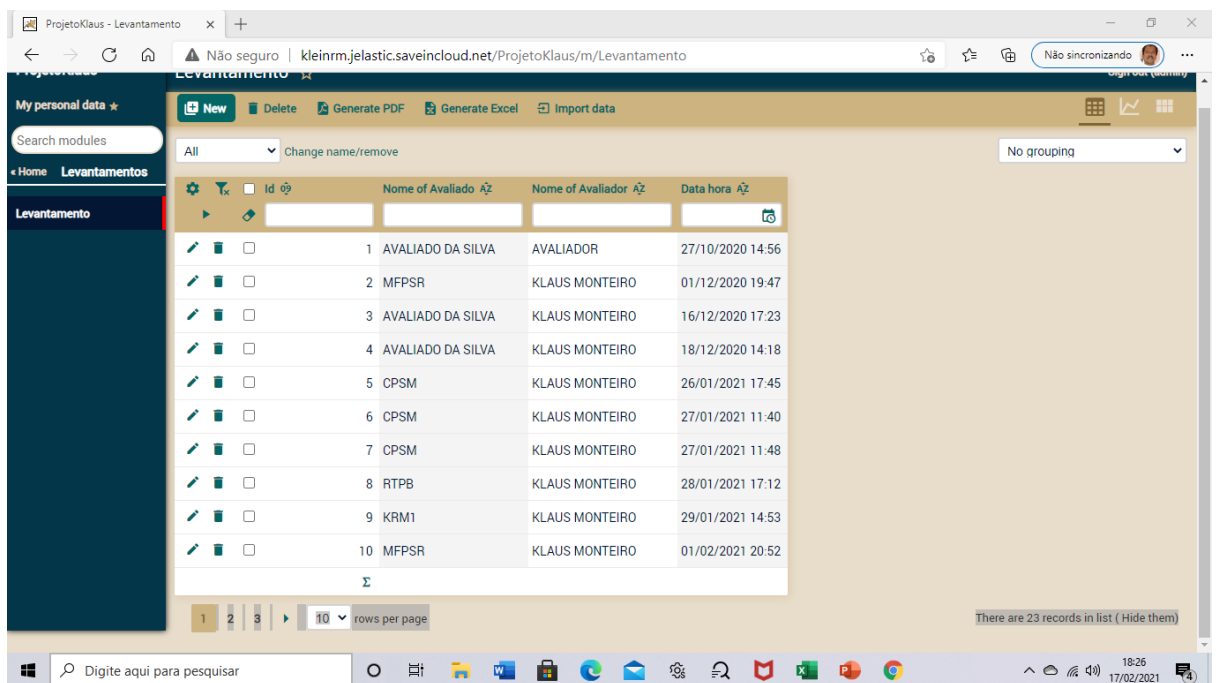 ProjetoKlaus - Levantamento
Não seguro | kleinrm.jelastic.saveincloud.net/ProjetoKlaus/m/Levantamento
Não sincronizando
Levantamento
Sign out (admin)
My personal data
Search modules
« Home Levantamentos
Levantamento
New Delete Generate PDF Generate Excel Import data
All Change name/remove No grouping
Id Nome of Avaliado Nome of Avaliador Data hora
1 AVALIADO DA SILVA AVALIADOR 27/10/2020 14:56
2 MFPSR KLAUS MONTEIRO 01/12/2020 19:47
3 AVALIADO DA SILVA KLAUS MONTEIRO 16/12/2020 17:23
4 AVALIADO DA SILVA KLAUS MONTEIRO 18/12/2020 14:18
5 CPSM KLAUS MONTEIRO 26/01/2021 17:45
6 CPSM KLAUS MONTEIRO 27/01/2021 11:40
7 CPSM KLAUS MONTEIRO 27/01/2021 11:48
8 RTPB KLAUS MONTEIRO 28/01/2021 17:12
9 KRM1 KLAUS MONTEIRO 29/01/2021 14:53
10 MFPSR KLAUS MONTEIRO 01/02/2021 20:52
Σ
1 2 3 10 rows per page There are 23 records in list ( Hide them)
Digite aqui para pesquisar
18:26
17/02/2021
4